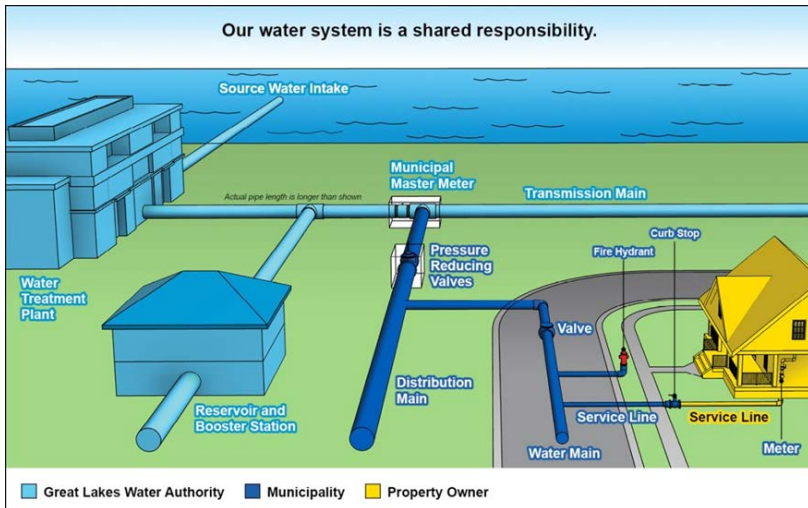 Our water system is a shared responsibility.
Source Water Intake
Municipal
Master Meter
Actual pipe length is longer than shown
Transmission Main
Curb Stop
Fire Hydrant
Pressure
Reducing
Valves
Water
Treatment
Plant
Valve
Distribution
Main
Reservoir and
Booster Station
Service Line
Service Line
Water Main
Meter
Great Lakes Water Authority
Municipality
Property Owner